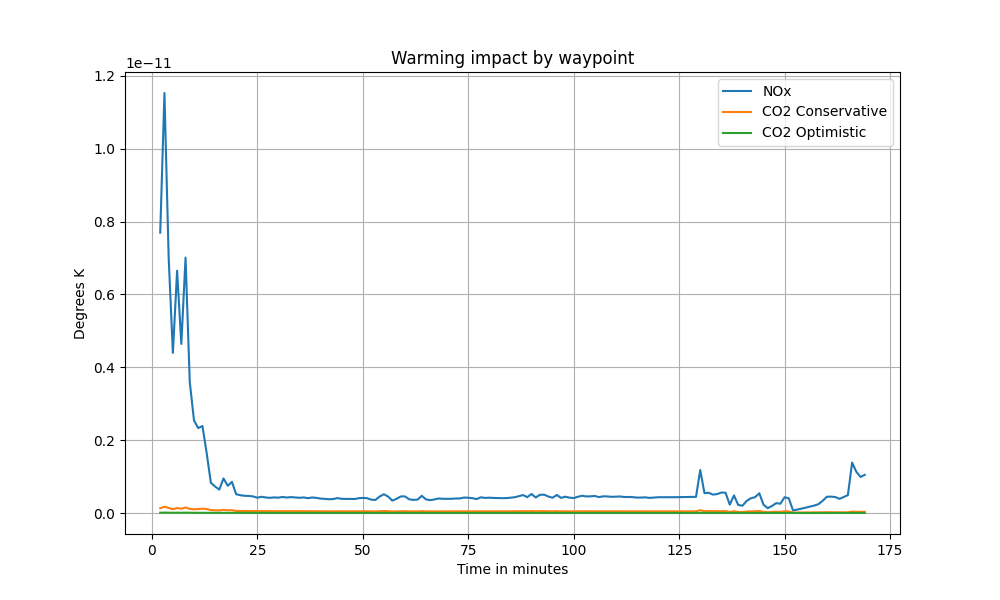 Warming impact by waypoint
1e−11
1.2
1.0
0.8
0.6
0.4
0.2
0.0
Degrees K
NOx
CO2 Conservative
CO2 Optimistic
0 25 50 75 100 125 150 175
Time in minutes